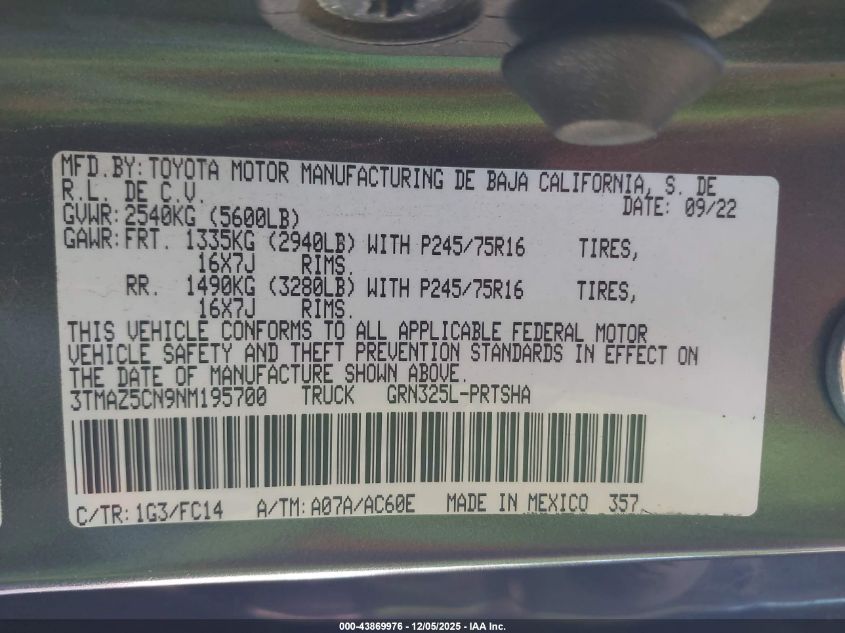 MFD.BY: TOYOTA MOTOR MANUFACTURING DE BAJA CALIFORNIA, S. DE
R.L. DE C.V. DATE: 09/22
GVWR: 2540KG (5600LB)
GAWR: FRT. 1335KG (2940LB) WITH P245/75R16 TIRES,
16X7J RIMS.
RR. 1490KG (3280LB) WITH P245/75R16 TIRES,
16X7J RIMS.
THIS VEHICLE CONFORMS TO ALL APPLICABLE FEDERAL MOTOR
VEHICLE SAFETY AND THEFT PREVENTION STANDARDS IN EFFECT ON
THE DATE OF MANUFACTURE SHOWN ABOVE.
3TMAZ5CN9NM195700 TRUCK GRN325L-PRTSHA
C/TR: 1G3/FC14 A/TM: A07A/AC60E MADE IN MEXICO 357
000-43869976 - 12/05/2025 - IAA Inc.